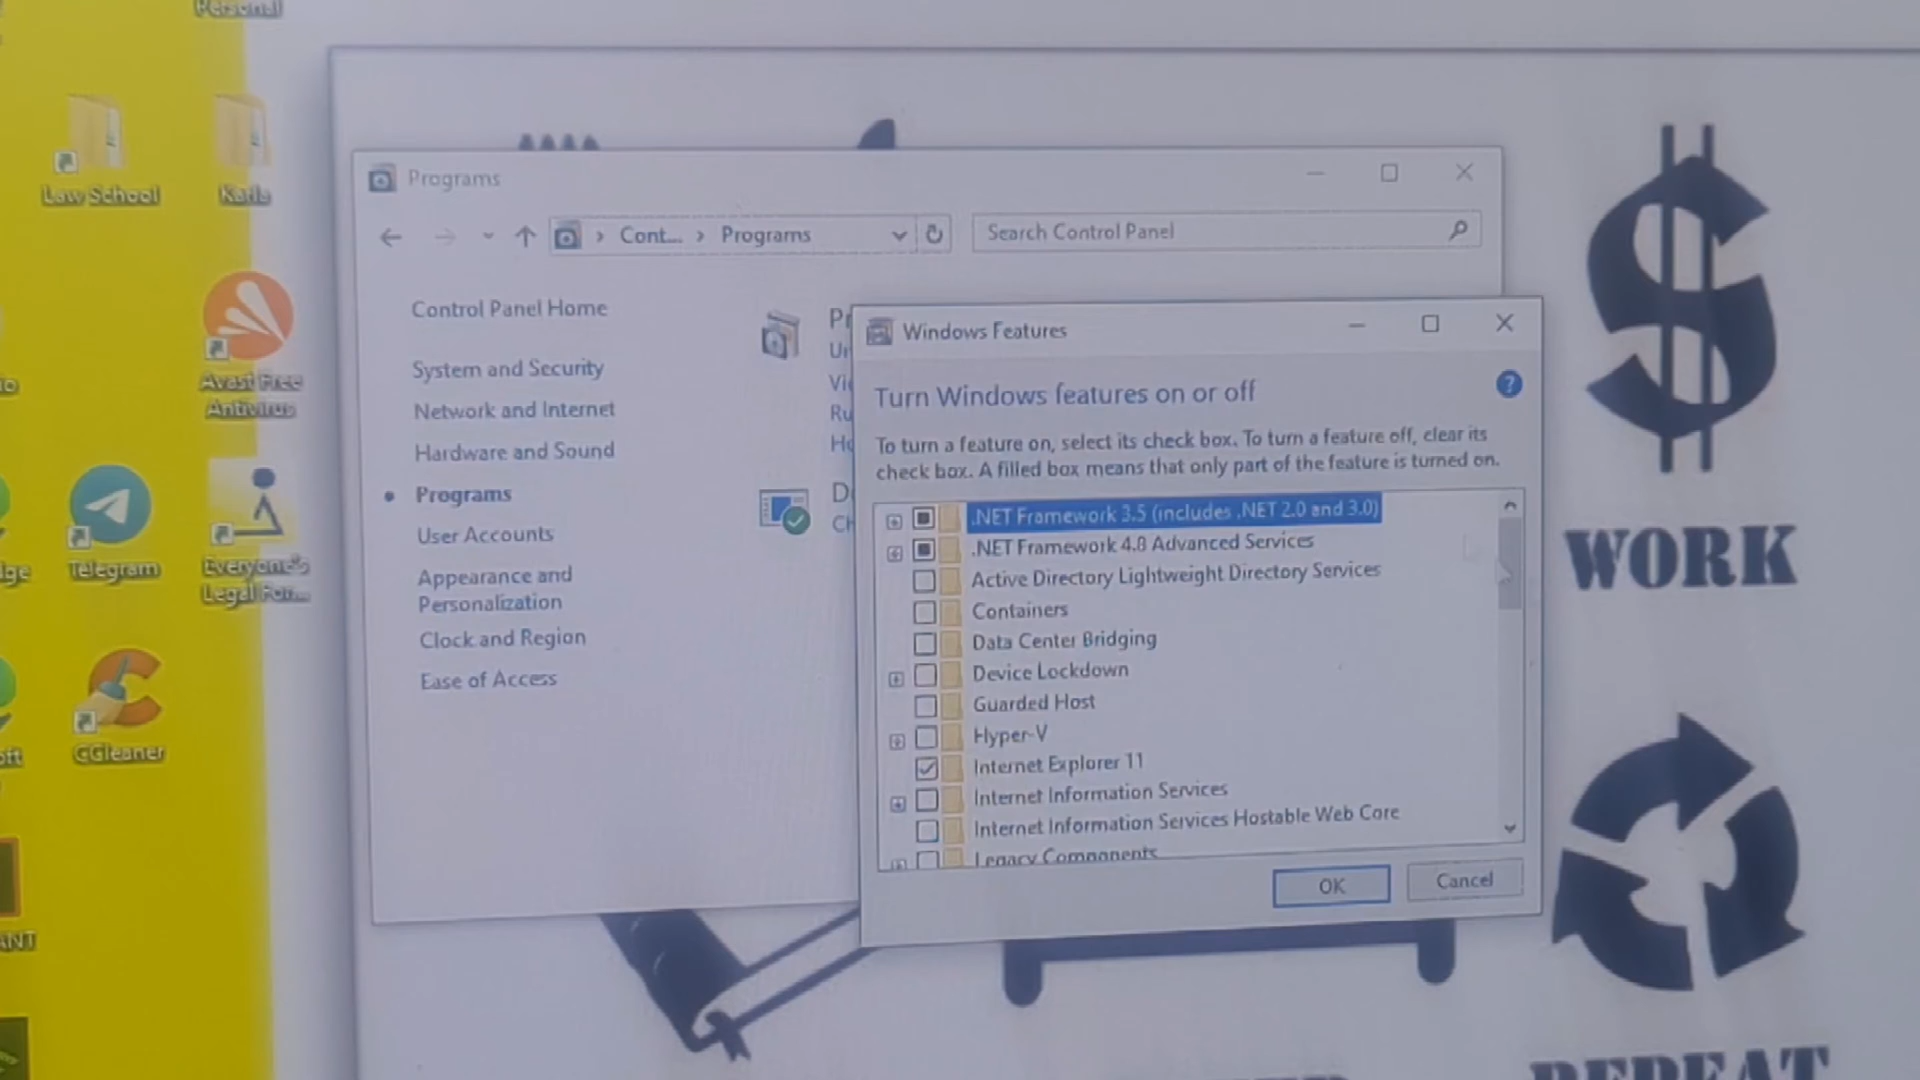 Personal
Law School
Karla
Avast Free
Antivirus
Telegram
Everyone's
Legal For...
CCleaner
Programs
Cont...
Programs
Search Control Panel
Control Panel Home
System and Security
Network and Internet
Hardware and Sound
Programs
User Accounts
Appearance and
Personalization
Clock and Region
Ease of Access
Windows Features
Turn Windows features on or off
To turn a feature on, select its check box. To turn a feature off, clear its
check box. A filled box means that only part of the feature is turned on.
.NET Framework 3.5 (includes .NET 2.0 and 3.0)
.NET Framework 4.8 Advanced Services
Active Directory Lightweight Directory Services
Containers
Data Center Bridging
Device Lockdown
Guarded Host
Hyper-V
Internet Explorer 11
Internet Information Services
Internet Information Services Hostable Web Core
Legacy Components
OK
Cancel
WORK
REPEAT